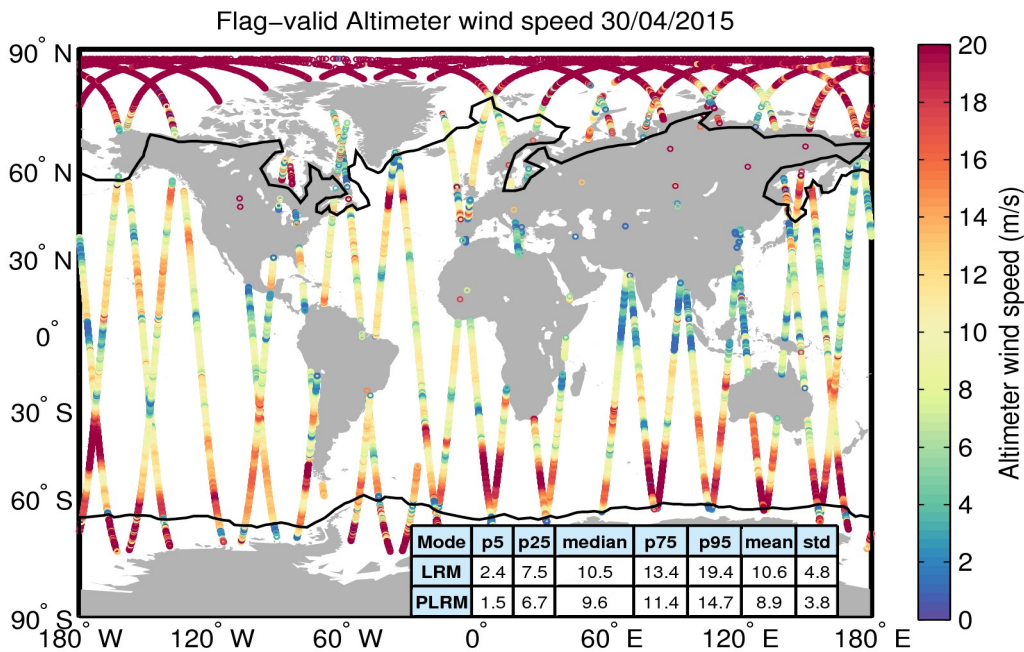 Flag−valid Altimeter wind speed 30/04/2015
90° N
60° N
30° N
0°
30° S
60° S
90° S
180° W
120° W
60° W
0°
60° E
120° E
180° E
Mode p5 p25 median p75 p95 mean std
LRM 2.4 7.5 10.5 13.4 19.4 10.6 4.8
PLRM 1.5 6.7 9.6 11.4 14.7 8.9 3.8
20
18
16
14
12
10
8
6
4
2
0
Altimeter wind speed (m/s)